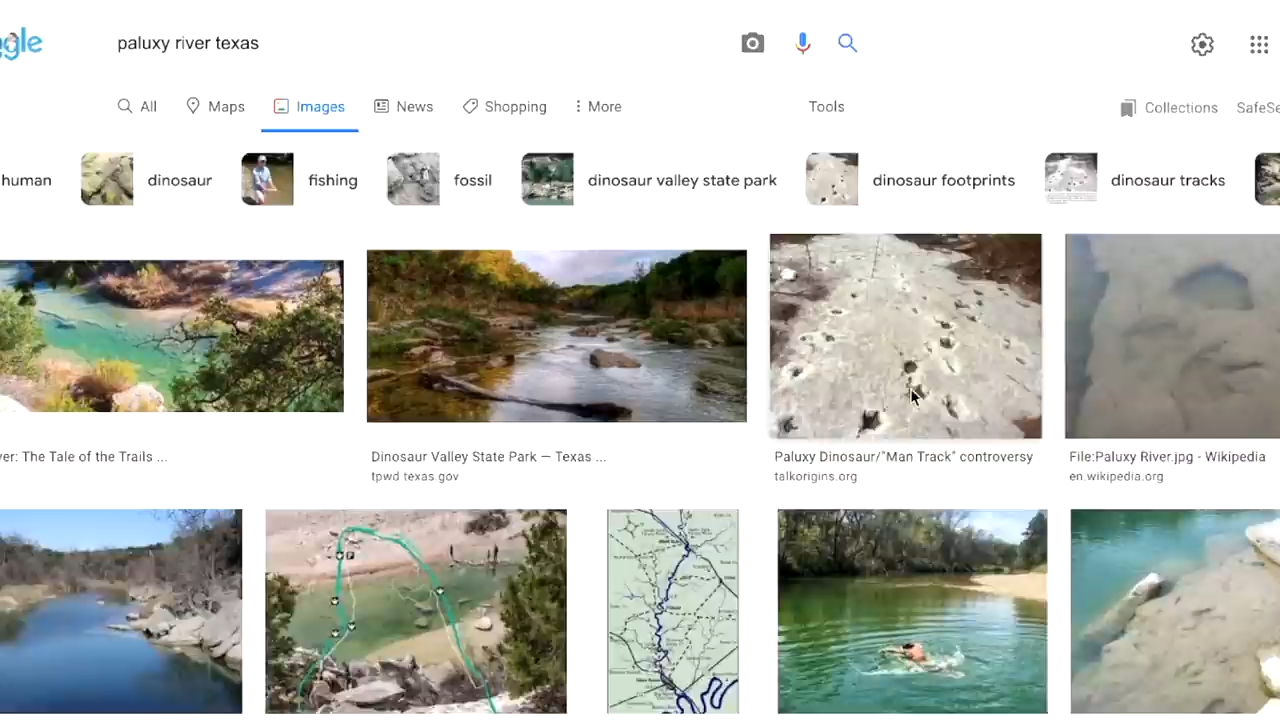 gle
paluxy river texas
All
Maps
Images
News
Shopping
More
Tools
Collections
SafeSe
human
dinosaur
fishing
fossil
dinosaur valley state park
dinosaur footprints
dinosaur tracks
ver: The Tale of the Trails ...
Dinosaur Valley State Park — Texas ...
tpwd texas gov
Paluxy Dinosaur/"Man Track" controversy
talkorigins.org
File:Paluxy River.jpg - Wikipedia
en.wikipedia.org